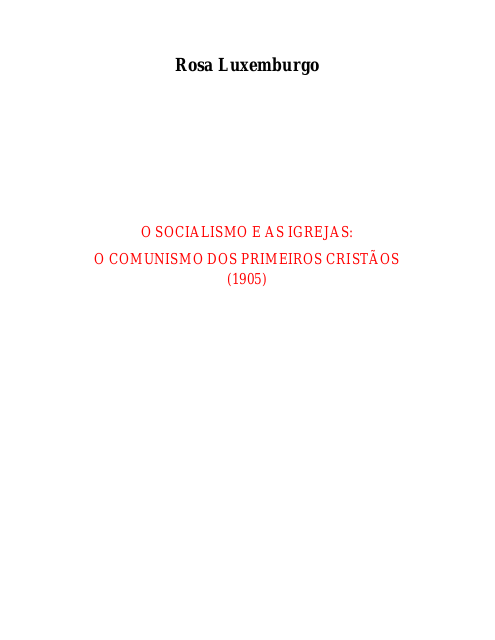 Rosa Luxemburgo
O SOCIALISMO E AS IGREJAS:
O COMUNISMO DOS PRIMEIROS CRISTÃOS
(1905)